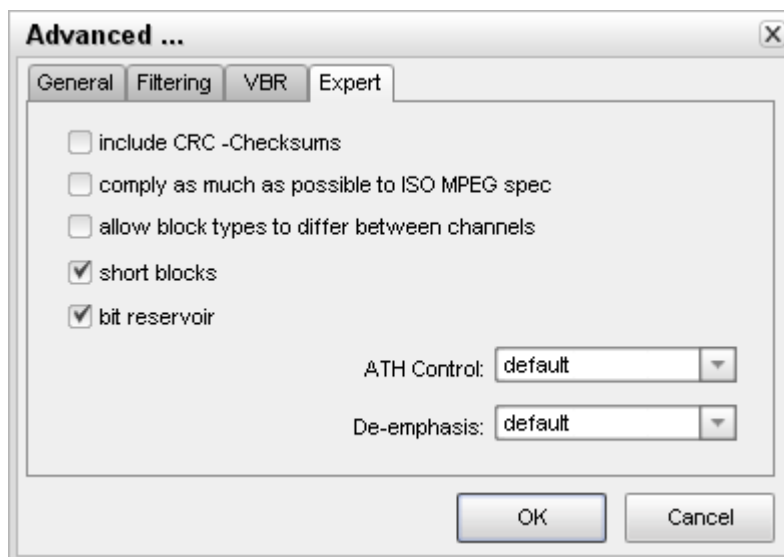 Advanced ...
General Filtering VBR Expert
include CRC -Checksums
comply as much as possible to ISO MPEG spec
allow block types to differ between channels
short blocks
bit reservoir
ATH Control: default
De-emphasis: default
OK Cancel